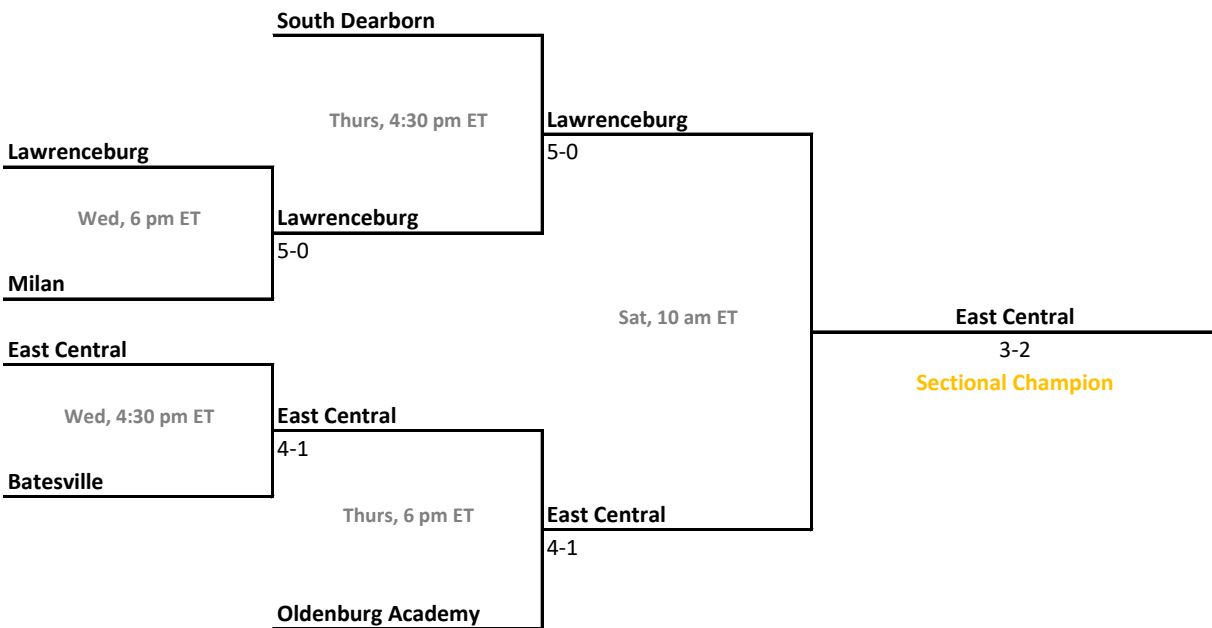 South Dearborn
Thurs, 4:30 pm ET
Lawrenceburg
Lawrenceburg
5-0
Wed, 6 pm ET
Lawrenceburg
5-0
Milan
Sat, 10 am ET
East Central
East Central
3-2
Sectional Champion
Wed, 4:30 pm ET
East Central
4-1
Batesville
Thurs, 6 pm ET
East Central
4-1
Oldenburg Academy